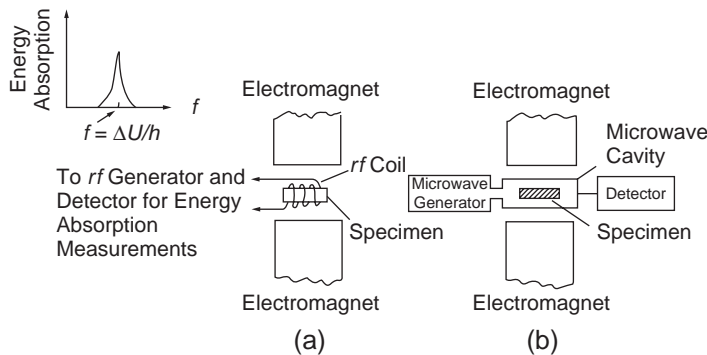 Energy
Absorption
f
f = ΔU/h
Electromagnet
rf Coil
To rf Generator and
Detector for Energy
Absorption
Measurements
Specimen
Electromagnet
(a)
Electromagnet
Microwave
Cavity
Microwave
Generator
Detector
Specimen
Electromagnet
(b)